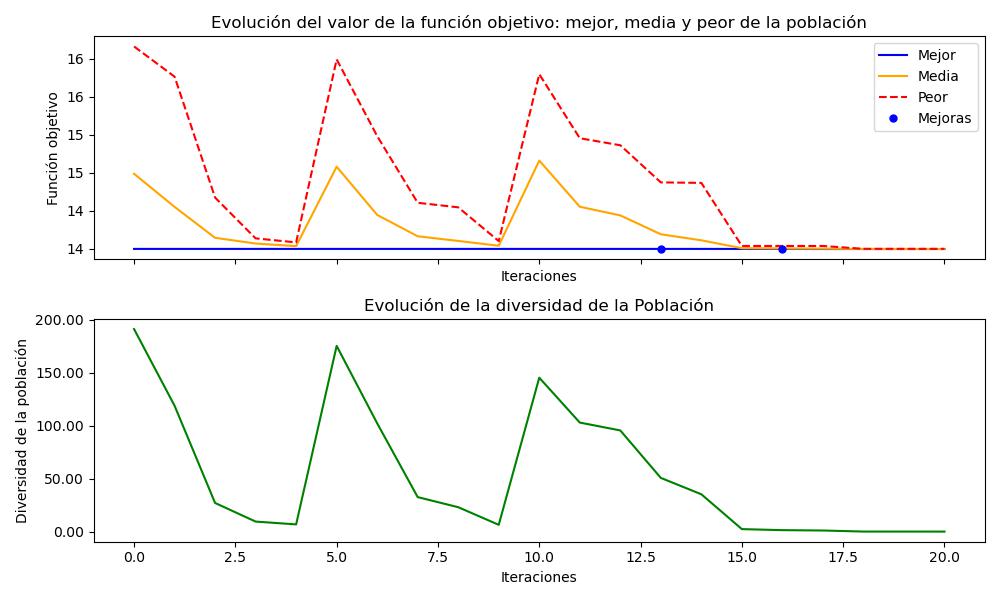 Evolución del valor de la función objetivo: mejor, media y peor de la población
Función objetivo
16
16
15
15
14
14
Mejor
Media
Peor
Mejoras
Iteraciones
Evolución de la diversidad de la Población
Diversidad de la población
200.00
150.00
100.00
50.00
0.00
0.0 2.5 5.0 7.5 10.0 12.5 15.0 17.5 20.0
Iteraciones